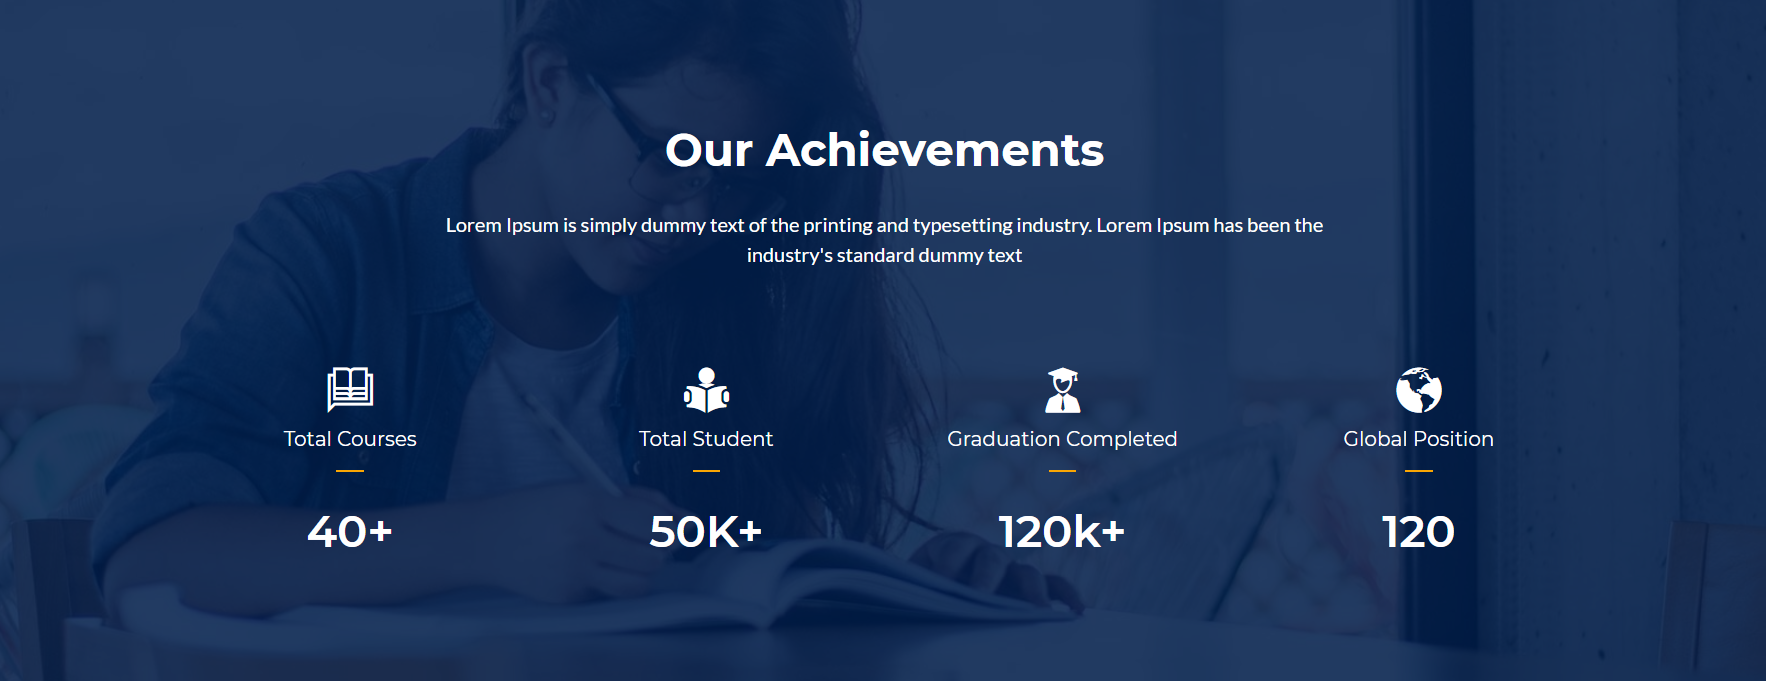 Our Achievements
Lorem Ipsum is simply dummy text of the printing and typesetting industry. Lorem Ipsum has been the
industry's standard dummy text
Total Courses
40+
Total Student
50K+
Graduation Completed
120k+
Global Position
120